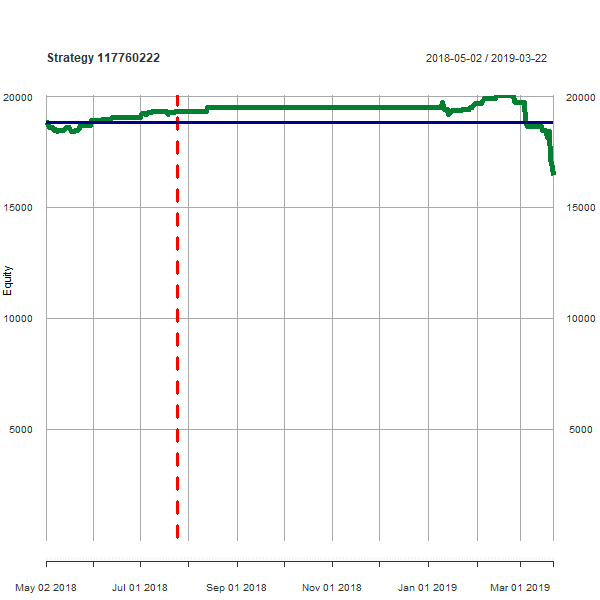 Strategy 117760222
2018-05-02 / 2019-03-22
20000
20000
15000
15000
Equity
10000
10000
5000
5000
May 02 2018
Jul 01 2018
Sep 01 2018
Nov 01 2018
Jan 01 2019
Mar 01 2019